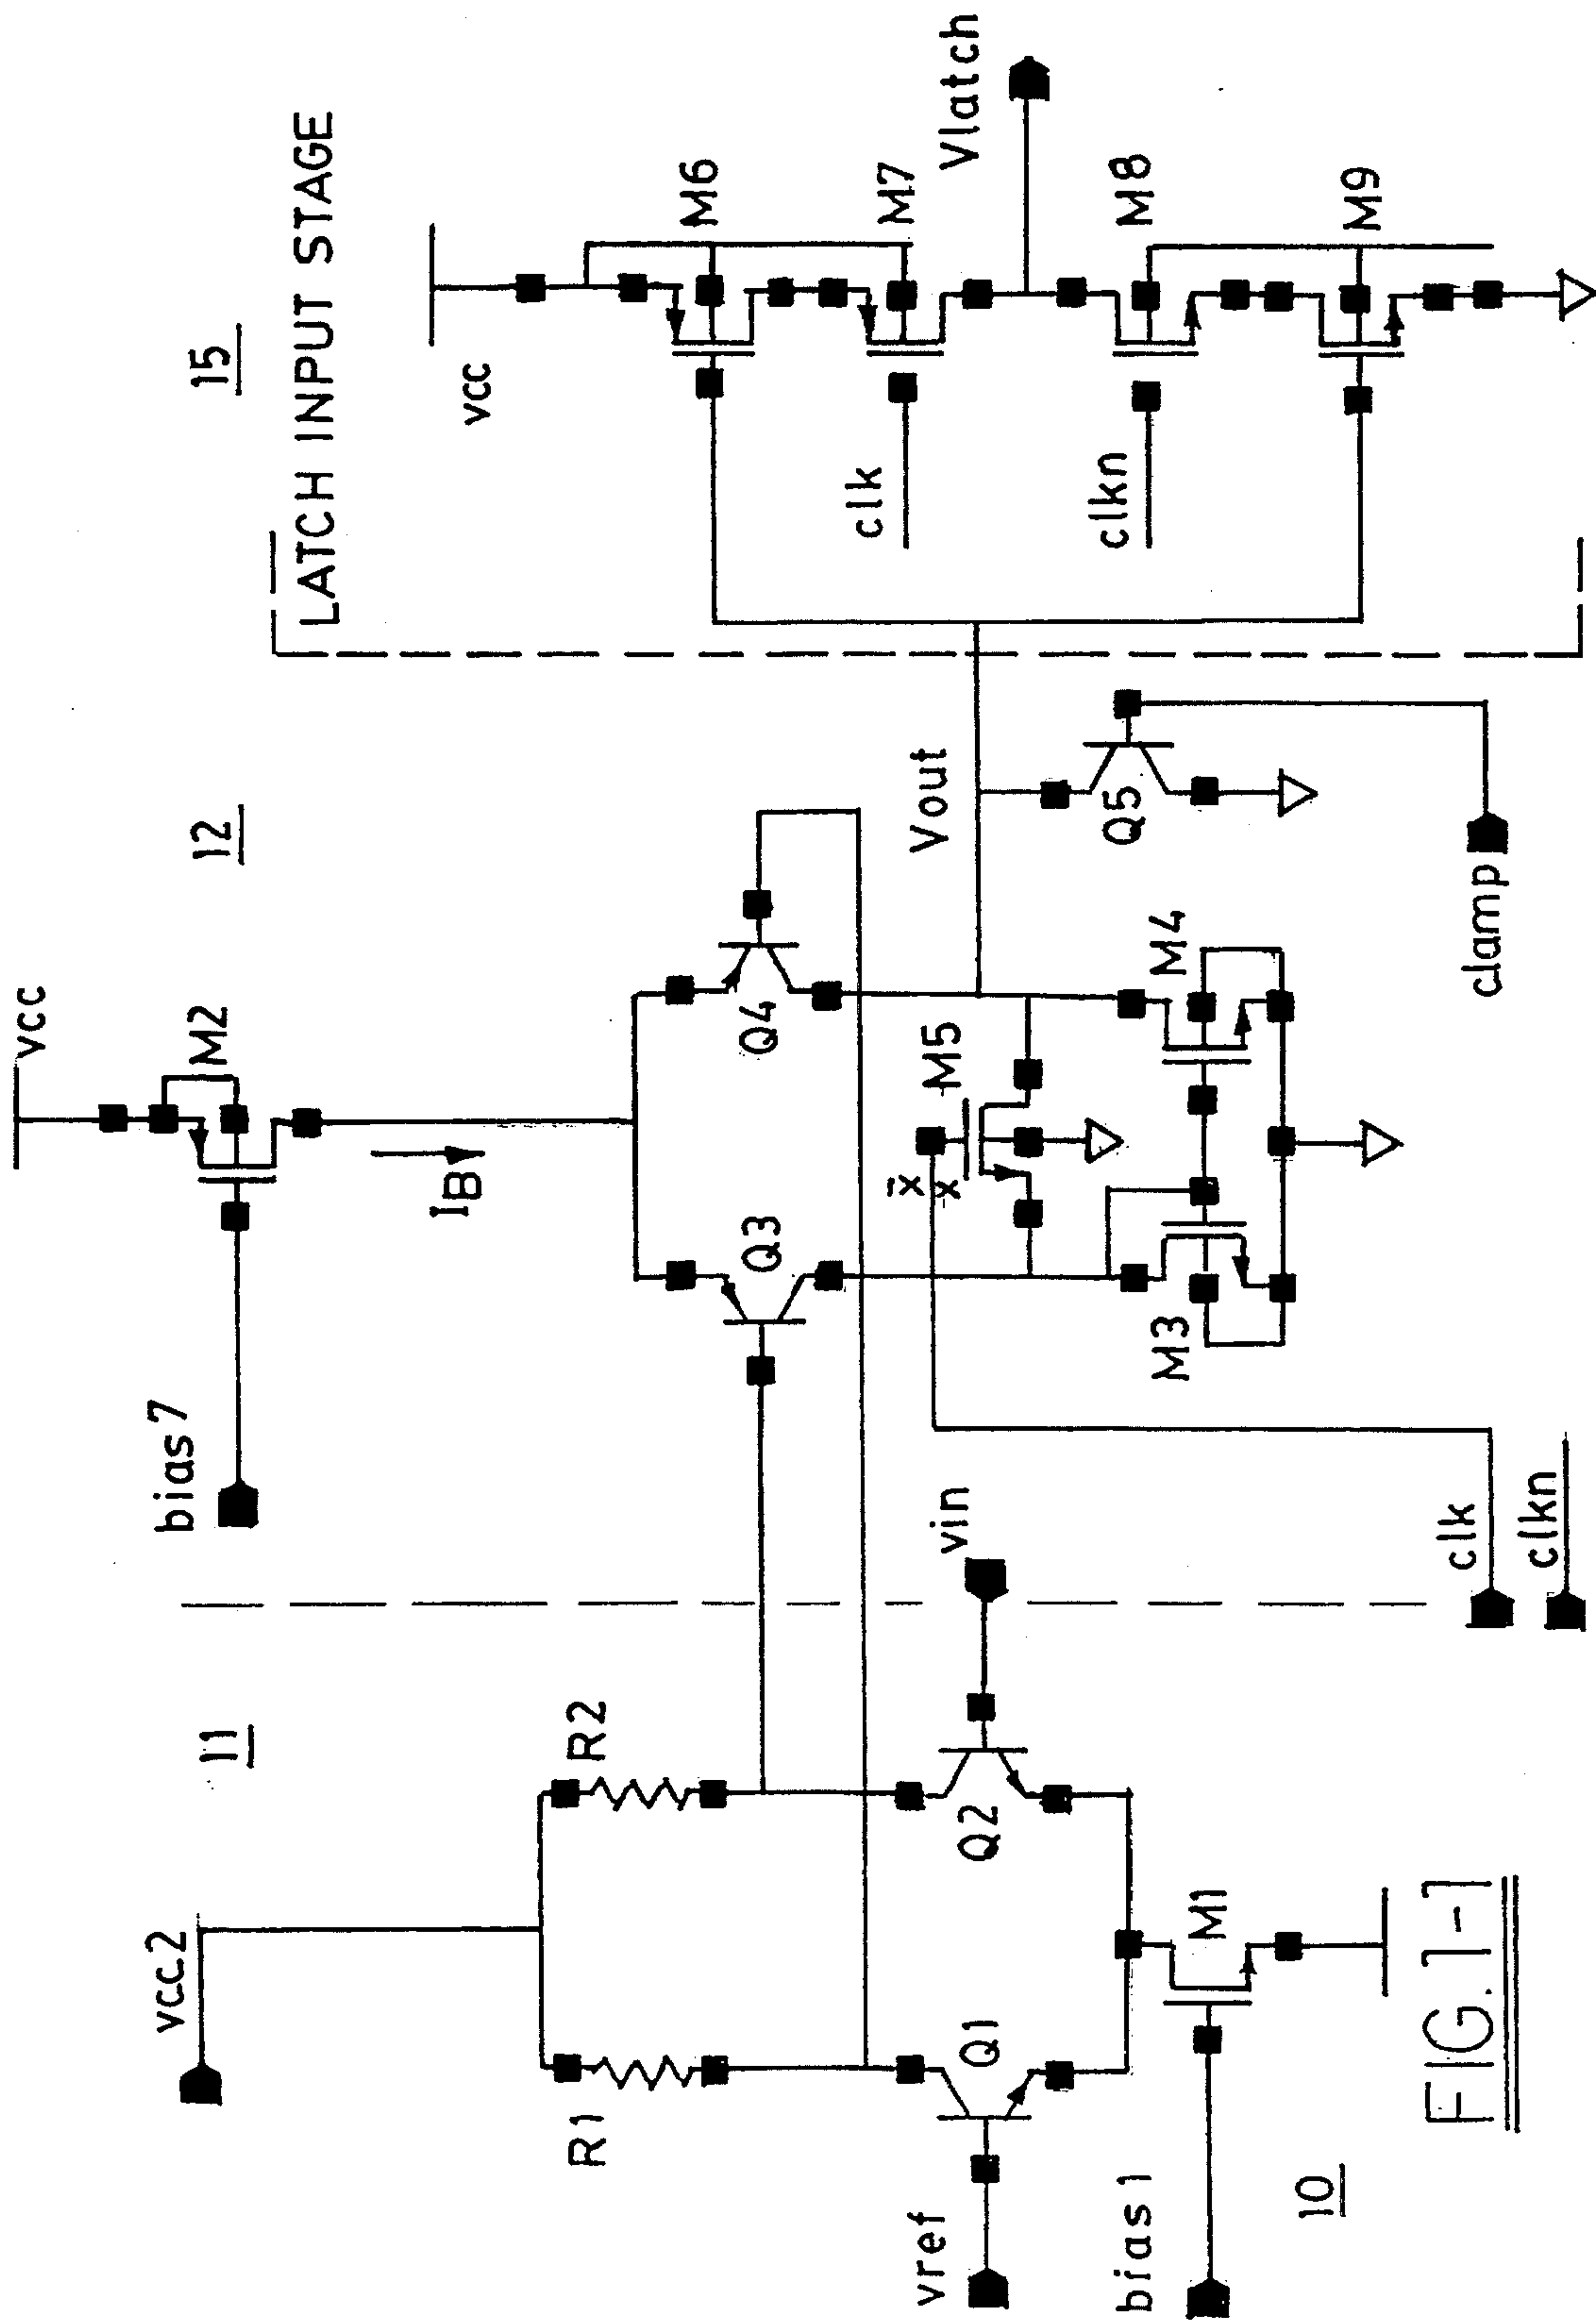 11
12
15
LATCH INPUT STAGE
vcc2
bias7
vcc
M2
IB
vcc
M6
R1
R2
Q3
Q4
clk
M7
vref
Q1
Q2
vin
x̄
x
M5
Vout
Vlatch
clkn
M8
bias1
M1
M3
M4
Q5
M9
10
clk
clkn
clamp
FIG.1-1